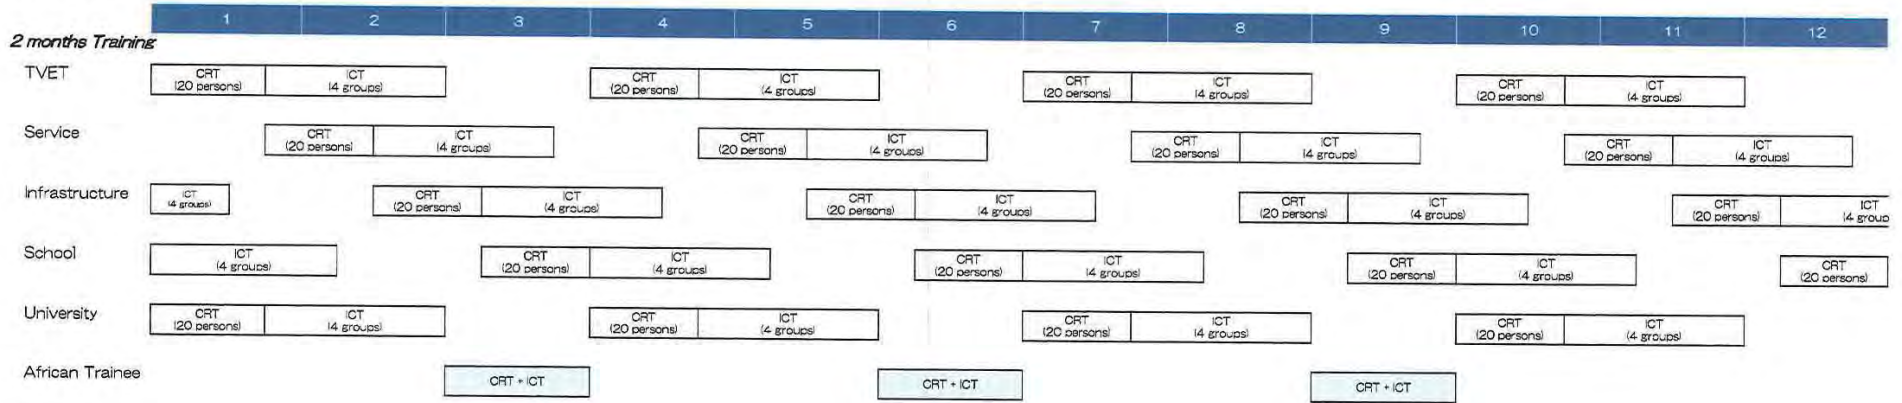 1 2 3 4 5 6 7 8 9 10 11 12
2 months Training
TVET
CRT
(20 persons)
ICT
(4 groups)
CRT
(20 persons)
ICT
(4 groups)
CRT
(20 persons)
ICT
(4 groups)
CRT
(20 persons)
ICT
(4 groups)
Service
CRT
(20 persons)
ICT
(4 groups)
CRT
(20 persons)
ICT
(4 groups)
CRT
(20 persons)
ICT
(4 groups)
CRT
(20 persons)
ICT
(4 groups)
Infrastructure
ICT
(4 groups)
CRT
(20 persons)
ICT
(4 groups)
CRT
(20 persons)
ICT
(4 groups)
CRT
(20 persons)
ICT
(4 groups)
CRT
(20 persons)
ICT
(4 group
School
ICT
(4 groups)
CRT
(20 persons)
ICT
(4 groups)
CRT
(20 persons)
ICT
(4 groups)
CRT
(20 persons)
ICT
(4 groups)
CRT
(20 persons)
University
CRT
(20 persons)
ICT
(4 groups)
CRT
(20 persons)
ICT
(4 groups)
CRT
(20 persons)
ICT
(4 groups)
CRT
(20 persons)
ICT
(4 groups)
African Trainee
CRT + ICT
CRT + ICT
CRT + ICT